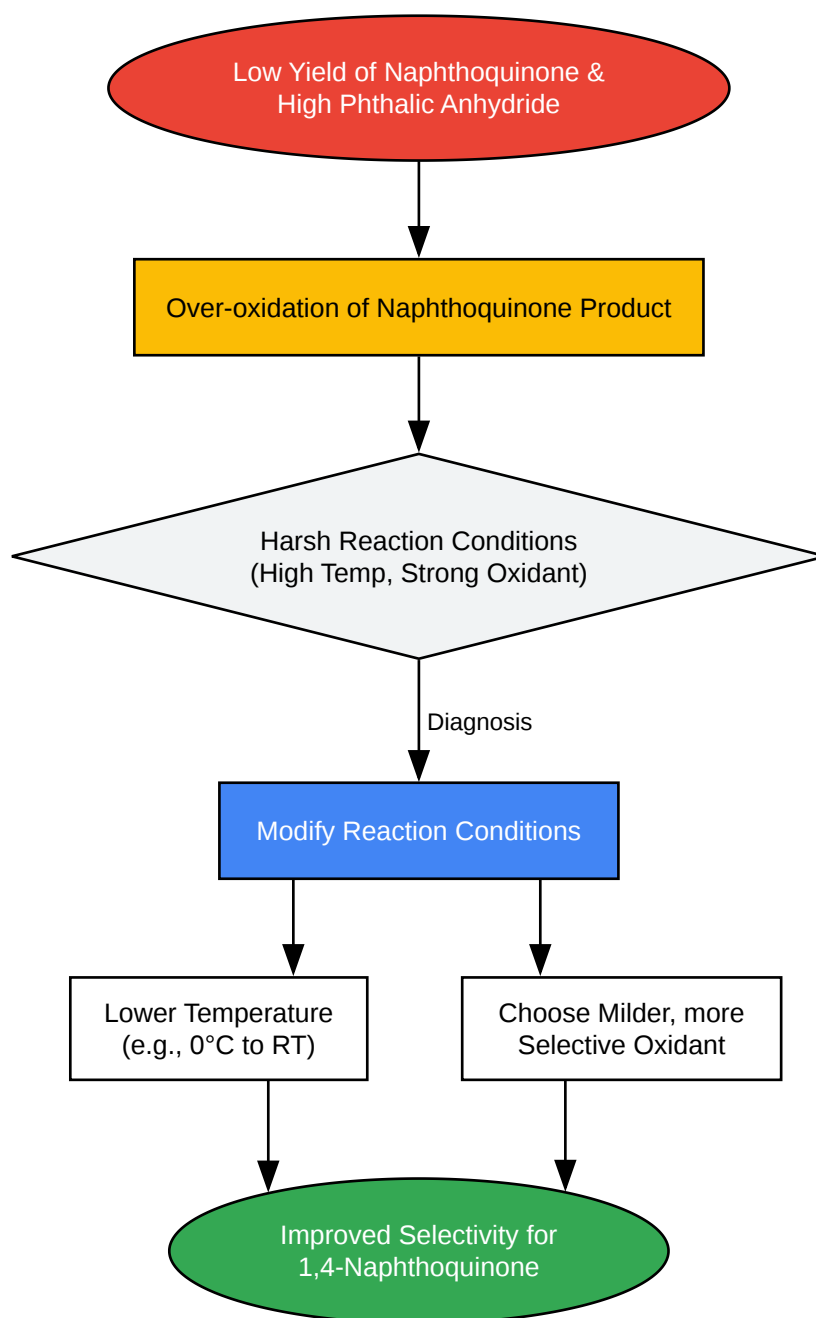 Low Yield of Naphthoquinone &
High Phthalic Anhydride
Over-oxidation of Naphthoquinone Product
Harsh Reaction Conditions
(High Temp, Strong Oxidant)
Diagnosis
Modify Reaction Conditions
Lower Temperature
(e.g., 0°C to RT)
Choose Milder, more
Selective Oxidant
Improved Selectivity for
1,4-Naphthoquinone